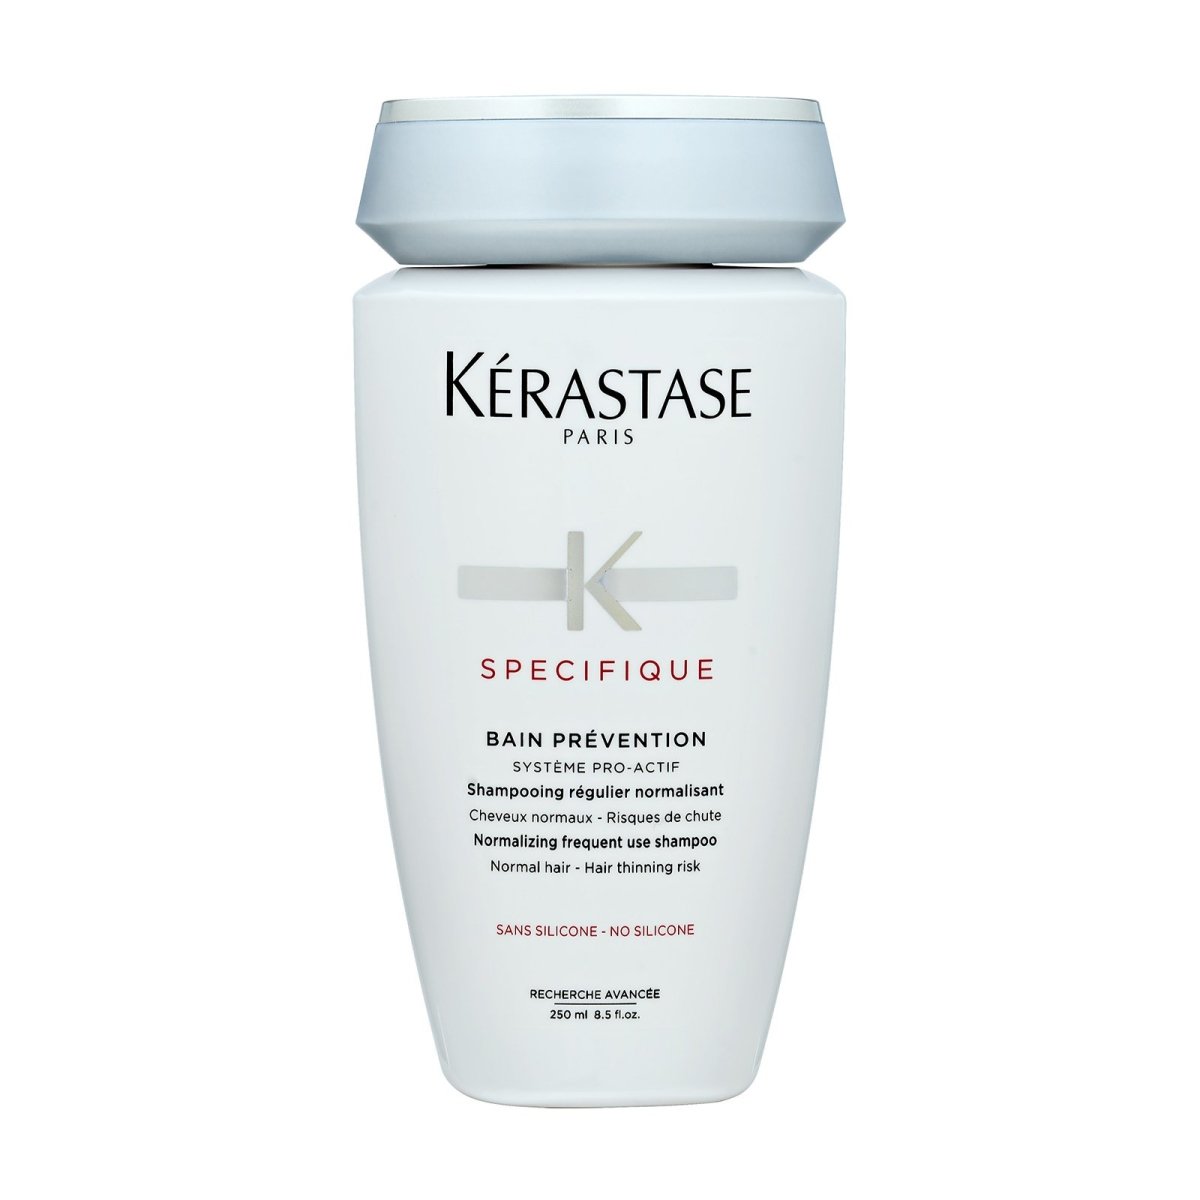 KÉRASTASE
PARIS
K
SPECIFIQUE
BAIN PRÉVENTION
SYSTÈME PRO-ACTIF
Shampooing régulier normalisant
Cheveux normaux - Risques de chute
Normalizing frequent use shampoo
Normal hair - Hair thinning risk
SANS SILICONE - NO SILICONE
RECHERCHE AVANCÉE
250 ml 8.5 fl.oz.